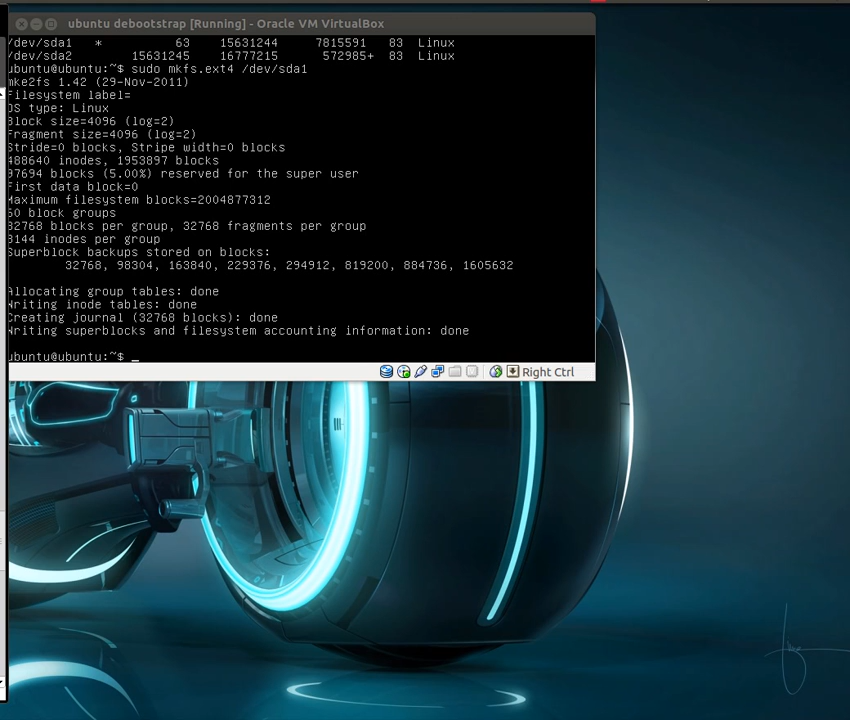 ubuntu debootstrap [Running] - Oracle VM VirtualBox
/dev/sda1 * 63 15631244 7815591 83 Linux
/dev/sda2 15631245 16777215 572985+ 83 Linux
ubuntu@ubuntu:~$ sudo mkfs.ext4 /dev/sda1
mke2fs 1.42 (29-Nov-2011)
Filesystem label=
OS type: Linux
Block size=4096 (log=2)
Fragment size=4096 (log=2)
Stride=0 blocks, Stripe width=0 blocks
488640 inodes, 1953897 blocks
97694 blocks (5.00%) reserved for the super user
First data block=0
Maximum filesystem blocks=2004877312
60 block groups
32768 blocks per group, 32768 fragments per group
8144 inodes per group
Superblock backups stored on blocks:
32768, 98304, 163840, 229376, 294912, 819200, 884736, 1605632
Allocating group tables: done
Writing inode tables: done
Creating journal (32768 blocks): done
Writing superblocks and filesystem accounting information: done
ubuntu@ubuntu:~$ _
Right Ctrl